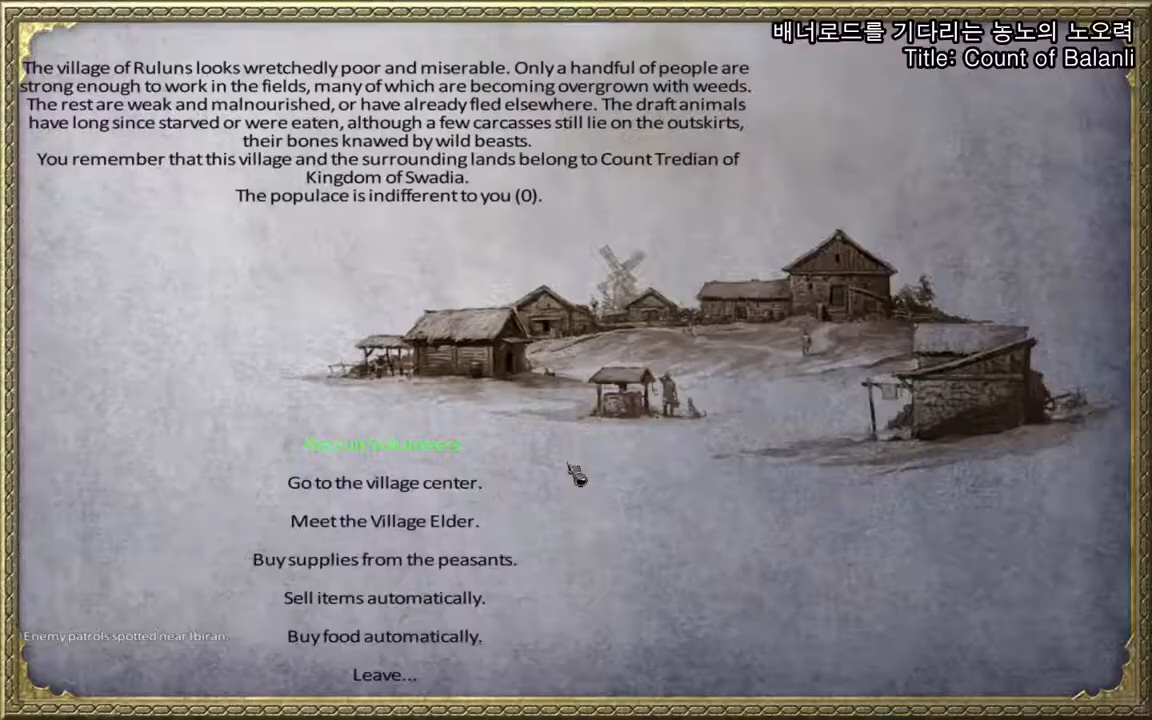 배너로드를 기다리는 농노의 노오력
Title: Count of Balanli
The village of Ruluns looks wretchedly poor and miserable. Only a handful of people are
strong enough to work in the fields, many of which are becoming overgrown with weeds.
The rest are weak and malnourished, or have already fled elsewhere. The draft animals
have long since starved or were eaten, although a few carcasses still lie on the outskirts,
their bones knawed by wild beasts.
You remember that this village and the surrounding lands belong to Count Tredian of
Kingdom of Swadia.
The populace is indifferent to you (0).
Recruit Volunteers
Go to the village center.
Meet the Village Elder.
Buy supplies from the peasants.
Sell items automatically.
Buy food automatically.
Enemy patrols spotted near Ibiran.
Leave...